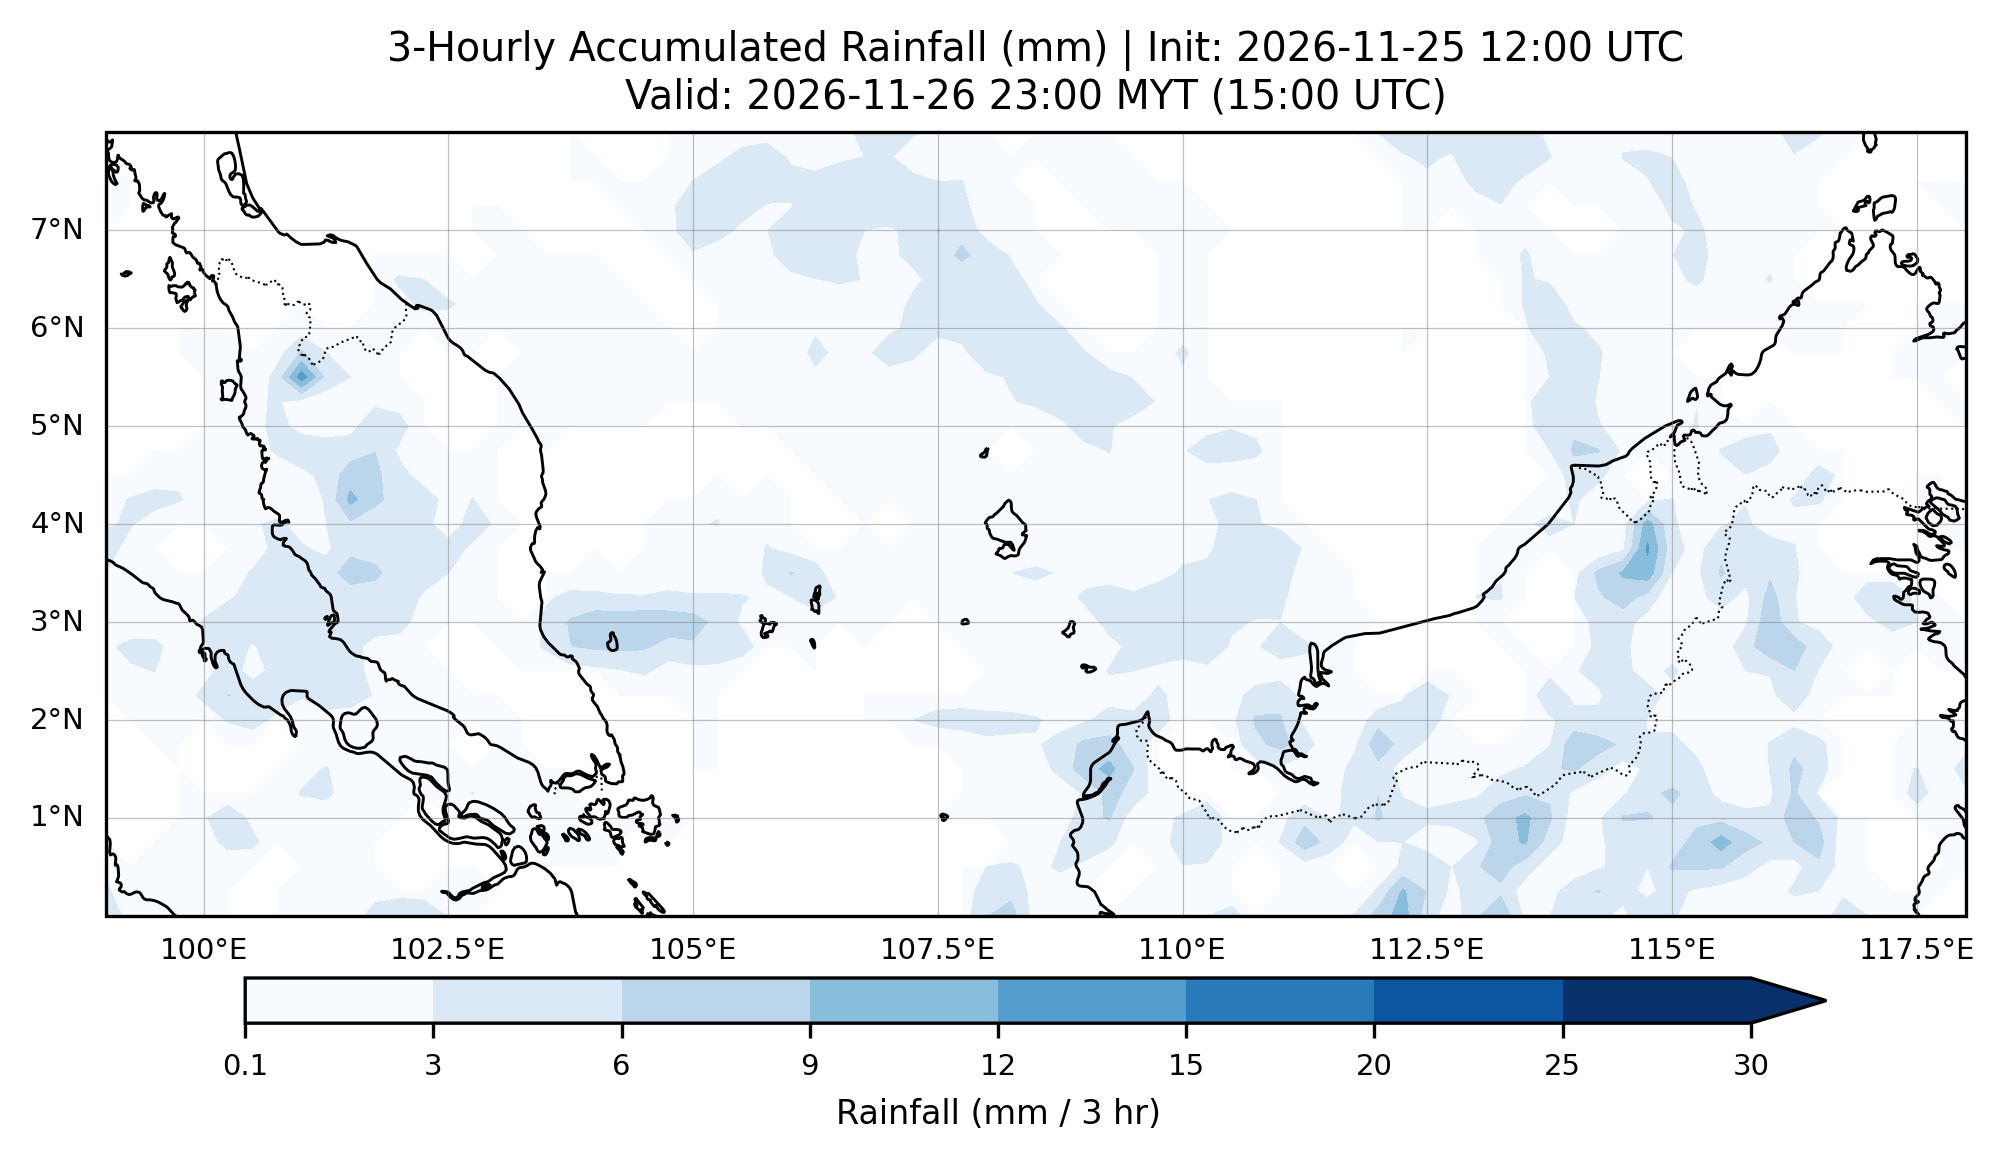 3-Hourly Accumulated Rainfall (mm) | Init: 2026-11-25 12:00 UTC
Valid: 2026-11-26 23:00 MYT (15:00 UTC)
7°N
6°N
5°N
4°N
3°N
2°N
1°N
100°E 102.5°E 105°E 107.5°E 110°E 112.5°E 115°E 117.5°E
0.1 3 6 9 12 15 20 25 30
Rainfall (mm / 3 hr)